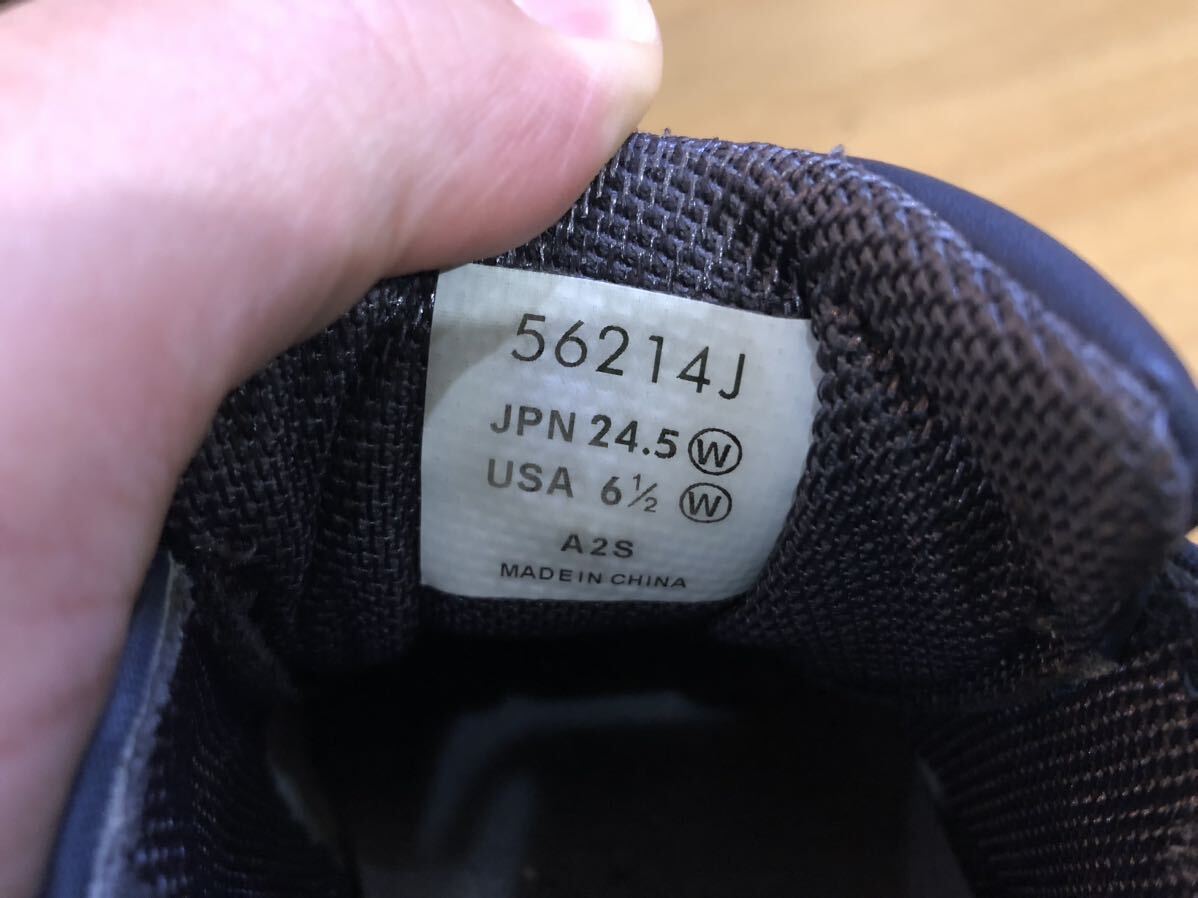 56214J
JPN 24.5 Ⓦ
USA 6½ Ⓦ
A2S
MADE IN CHINA